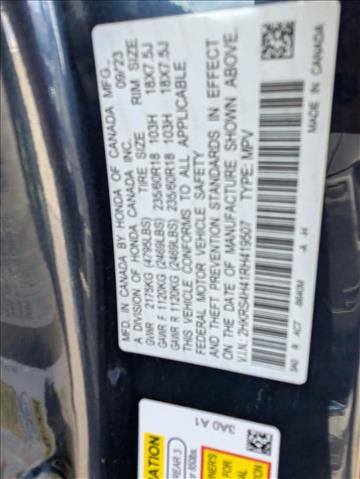 MFD. IN CANADA BY HONDA OF CANADA MFG.,
A DIVISION OF HONDA CANADA INC. 09/23
TIRE SIZE RIM SIZE
GVWR 2175KG (4795LBS)
GAWR F 1120KG (2469LBS) 235/60R18 103H 18X7.5J
GAWR R 1120KG (2469LBS) 235/60R18 103H 18X7.5J
THIS VEHICLE CONFORMS TO ALL APPLICABLE
FEDERAL MOTOR VEHICLE SAFETY
AND THEFT PREVENTION STANDARDS IN EFFECT
ON THE DATE OF MANUFACTURE SHOWN ABOVE.
V.I.N.: 2HKRS4H41RH419507 TYPE: MPV
MADE IN CANADA
3A0 A1
REAR 3
FOR